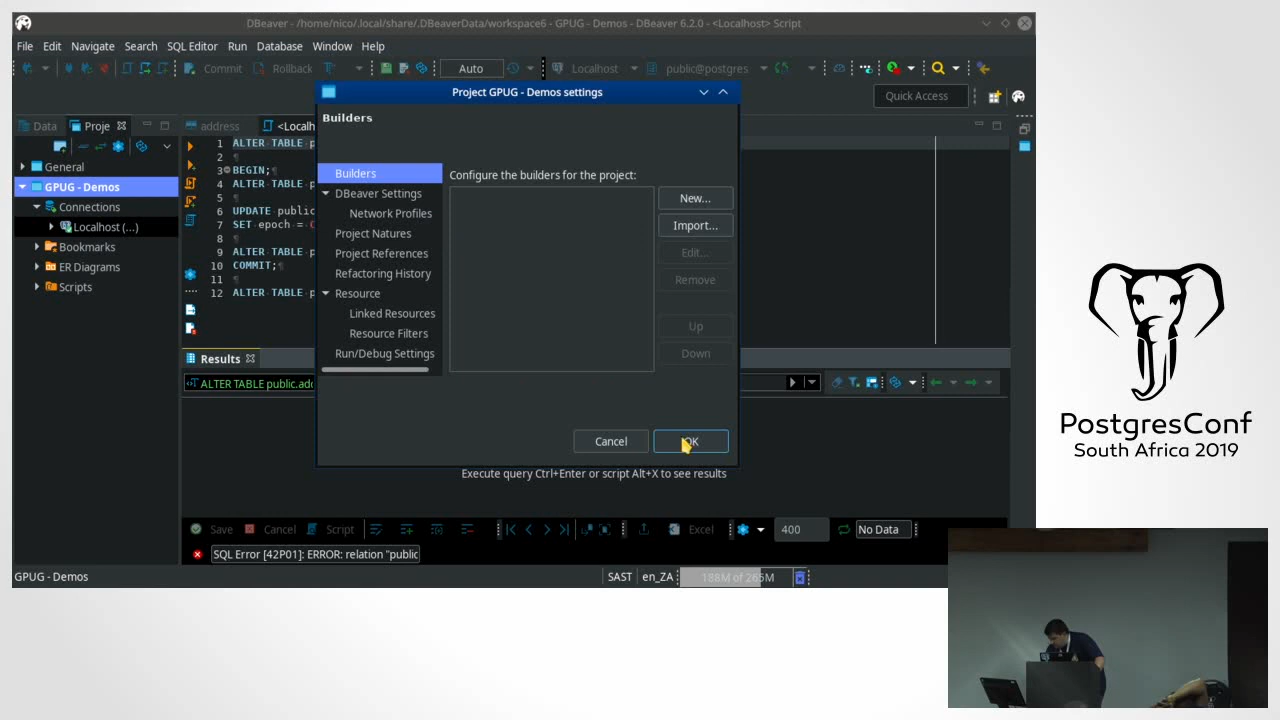 DBeaver - /home/nico/.local/share/.DBeaverData/workspace6 - GPUG - Demos - DBeaver 6.2.0 - <Localhost> Script
File Edit Navigate Search SQL Editor Run Database Window Help
Commit Rollback Auto Localhost public@postgres
Quick Access
Project GPUG - Demos settings
Data Proje address <Localh
General
GPUG - Demos
Connections
Localhost (...)
Bookmarks
ER Diagrams
Scripts
1 ALTER TABLE p
2
3 BEGIN;
4 ALTER TABLE p
5
6 UPDATE public
7 SET epoch =
8
9 ALTER TABLE p
10 COMMIT;
11
12 ALTER TABLE p
Builders
Builders
DBeaver Settings
Network Profiles
Project Natures
Project References
Refactoring History
Resource
Linked Resources
Resource Filters
Run/Debug Settings
Configure the builders for the project:
New...
Import...
Edit...
Remove
Up
Down
Cancel OK
Results
ALTER TABLE public.add
Execute query Ctrl+Enter or script Alt+X to see results
Save Cancel Script Excel 400 No Data
SQL Error [42P01]: ERROR: relation "public
GPUG - Demos SAST en_ZA 188M of 265M
PostgresConf
South Africa 2019